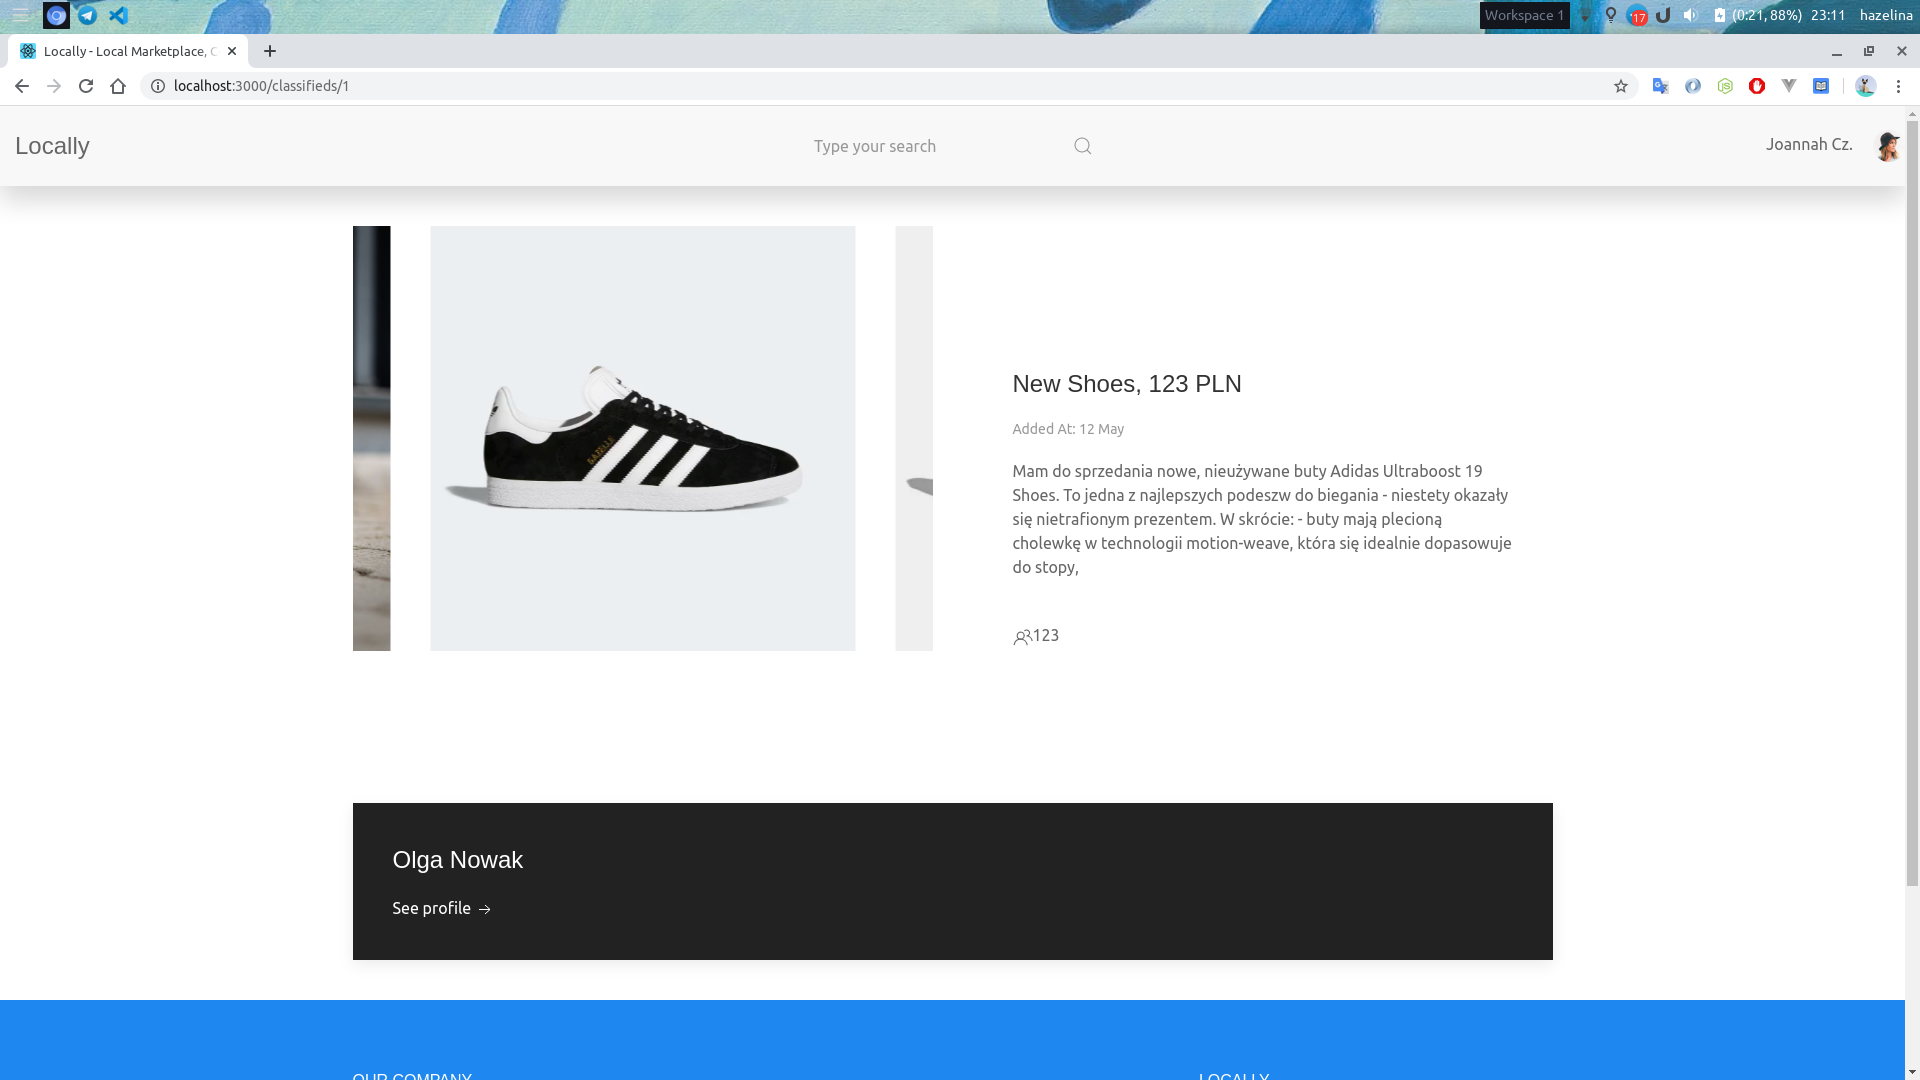 Workspace 1
17
(0:21, 88%)
23:11
hazelina
Locally - Local Marketplace,
localhost:3000/classifieds/1
Locally
Type your search
Joannah Cz.
GAZELLE
New Shoes, 123 PLN
Added At: 12 May
Mam do sprzedania nowe, nieużywane buty Adidas Ultraboost 19
Shoes. To jedna z najlepszych podeszw do biegania - niestety okazały
się nietrafionym prezentem. W skrócie: - buty mają plecioną
cholewkę w technologii motion-weave, która się idealnie dopasowuje
do stopy,
123
Olga Nowak
See profile →
OUR COMPANY
LOCALLY